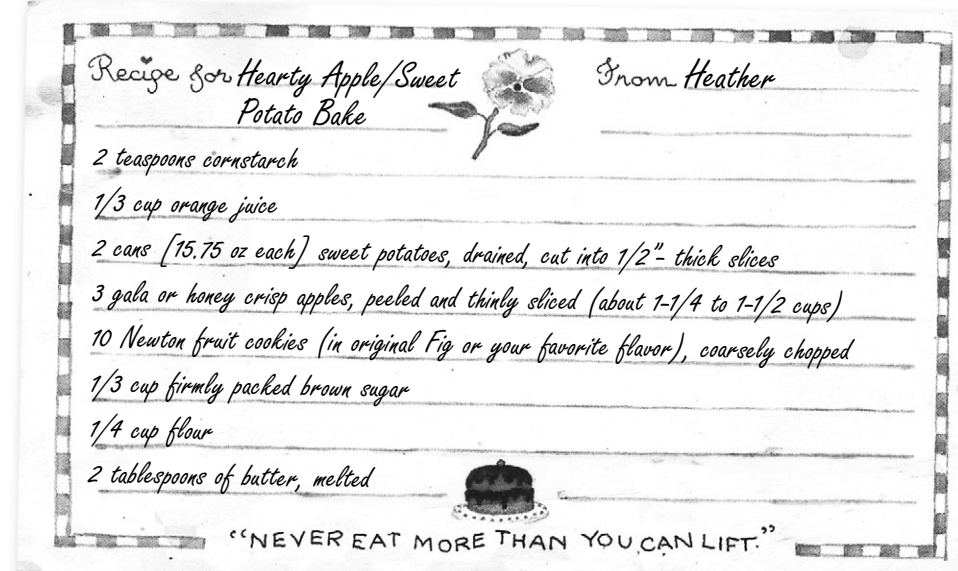 Recipe for Hearty Apple/Sweet Potato Bake
From Heather
2 teaspoons cornstarch
1/3 cup orange juice
2 cans [15.75 oz each] sweet potatoes, drained, cut into 1/2"- thick slices
3 gala or honey crisp apples, peeled and thinly sliced (about 1-1/4 to 1-1/2 cups)
10 Newton fruit cookies (in original Fig or your favorite flavor), coarsely chopped
1/3 cup firmly packed brown sugar
1/4 cup flour
2 tablespoons of butter, melted
"NEVER EAT MORE THAN YOU CAN LIFT."